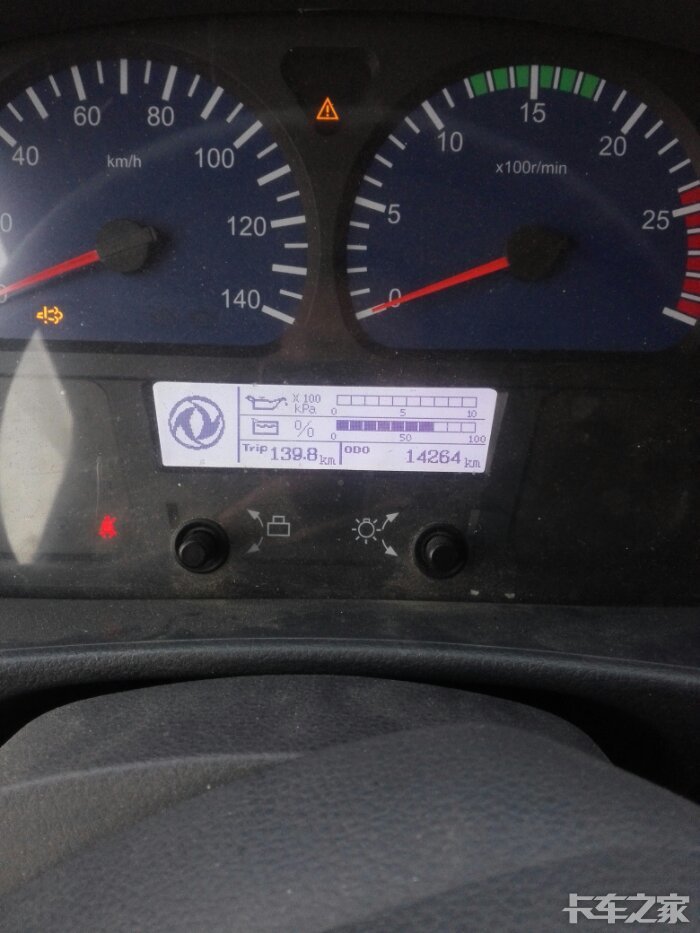 40 60 80 100 120 140
km/h
0 5 10 15 20 25
x100r/min
X 100
kPa
0 5 10
%
0 50 100
Trip 139.8 km
ODO 14264 km
卡车之家